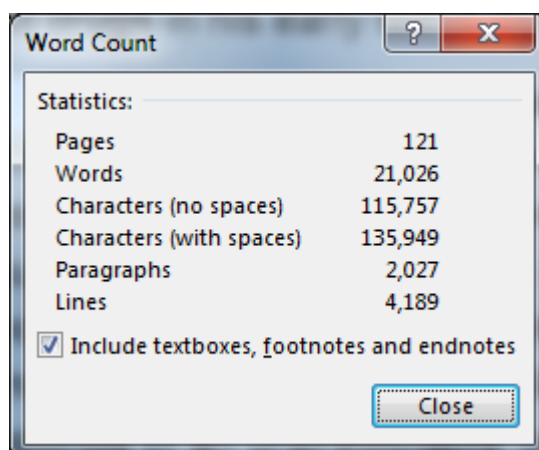 Word Count
Statistics:
Pages 121
Words 21,026
Characters (no spaces) 115,757
Characters (with spaces) 135,949
Paragraphs 2,027
Lines 4,189
Include textboxes, footnotes and endnotes
Close